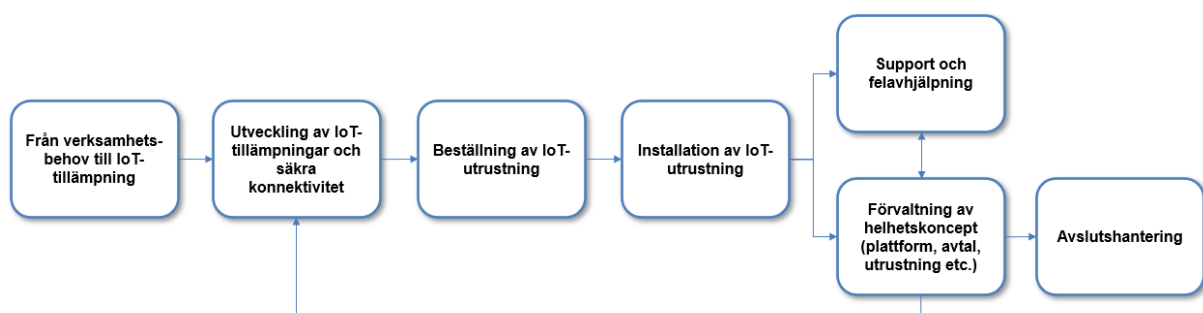 Från verksamhets-
behov till IoT-
tillämpning
Utveckling av IoT-
tillämpningar och
säkra
konnektivitet
Beställning av IoT-
utrustning
Installation av IoT-
utrustning
Support och
felavhjälpning
Förvaltning av
helhetskoncept
(plattform, avtal,
utrustning etc.)
Avslutshantering